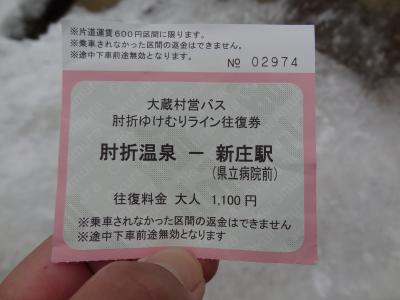 ※片道運賃600円区間に限ります。
※乗車されなかった区間の返金はできません。
※途中下車前途無効となります。
№ 02974
大蔵村営バス
肘折ゆけむりライン往復券
肘折温泉 ー 新庄駅
(県立病院前)
往復料金 大人 1,100円
※乗車されなかった区間の返金はできません
※途中下車前途無効となります